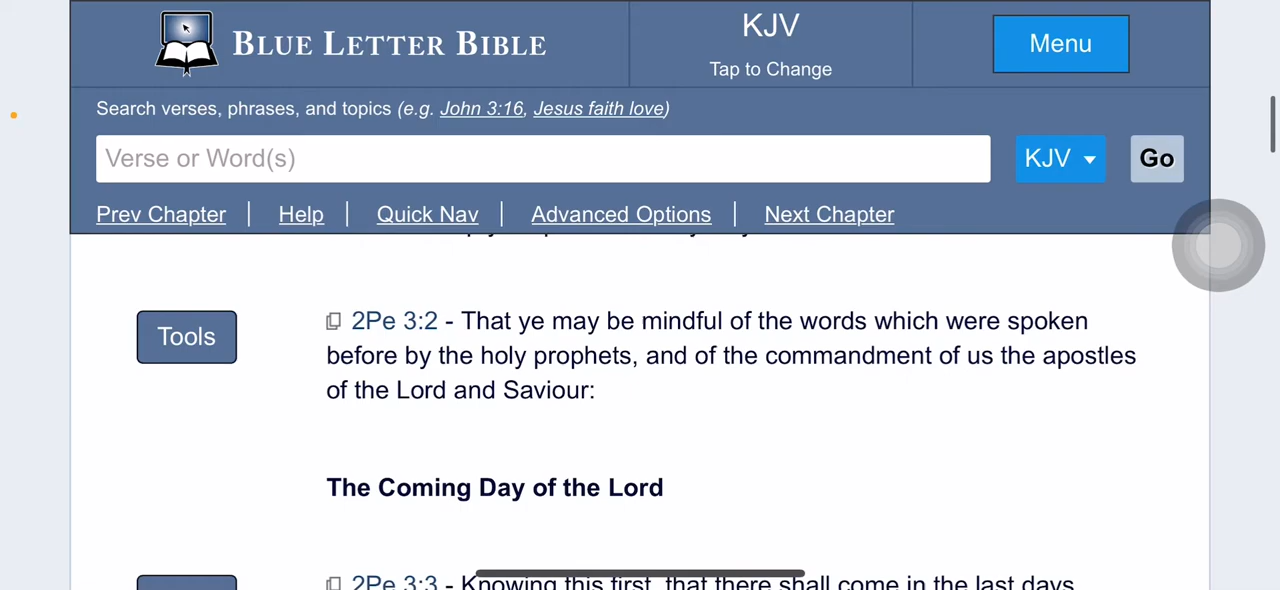 BLUE LETTER BIBLE
KJV
Tap to Change
Menu
Search verses, phrases, and topics (e.g. John 3:16, Jesus faith love)
Verse or Word(s)
KJV
Go
Prev Chapter | Help | Quick Nav | Advanced Options | Next Chapter
Tools
2Pe 3:2 - That ye may be mindful of the words which were spoken
before by the holy prophets, and of the commandment of us the apostles
of the Lord and Saviour:
The Coming Day of the Lord
2Pe 3:3 - Knowing this first, that there shall come in the last days